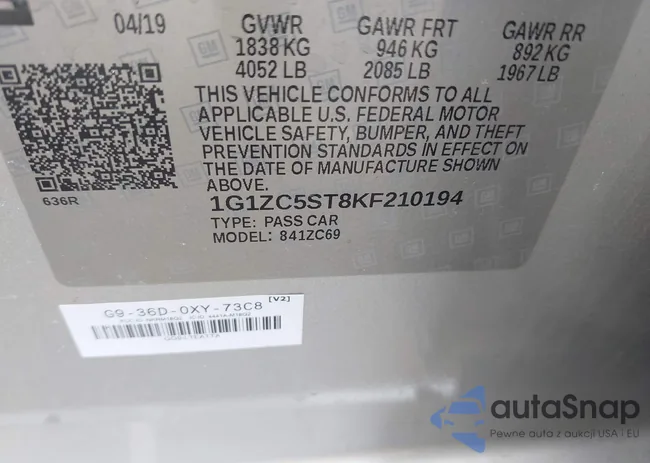 04/19 GVWR GAWR FRT GAWR RR
1838 KG 946 KG 892 KG
4052 LB 2085 LB 1967 LB
THIS VEHICLE CONFORMS TO ALL
APPLICABLE U.S. FEDERAL MOTOR
VEHICLE SAFETY, BUMPER, AND THEFT
PREVENTION STANDARDS IN EFFECT ON
THE DATE OF MANUFACTURE SHOWN ABOVE.
636R
1G1ZC5ST8KF210194
TYPE: PASS CAR
MODEL: 841ZC69
G9-36D-0XY-73C8 [V2]
autaSnap
Pewne auta z aukcji USA i EU